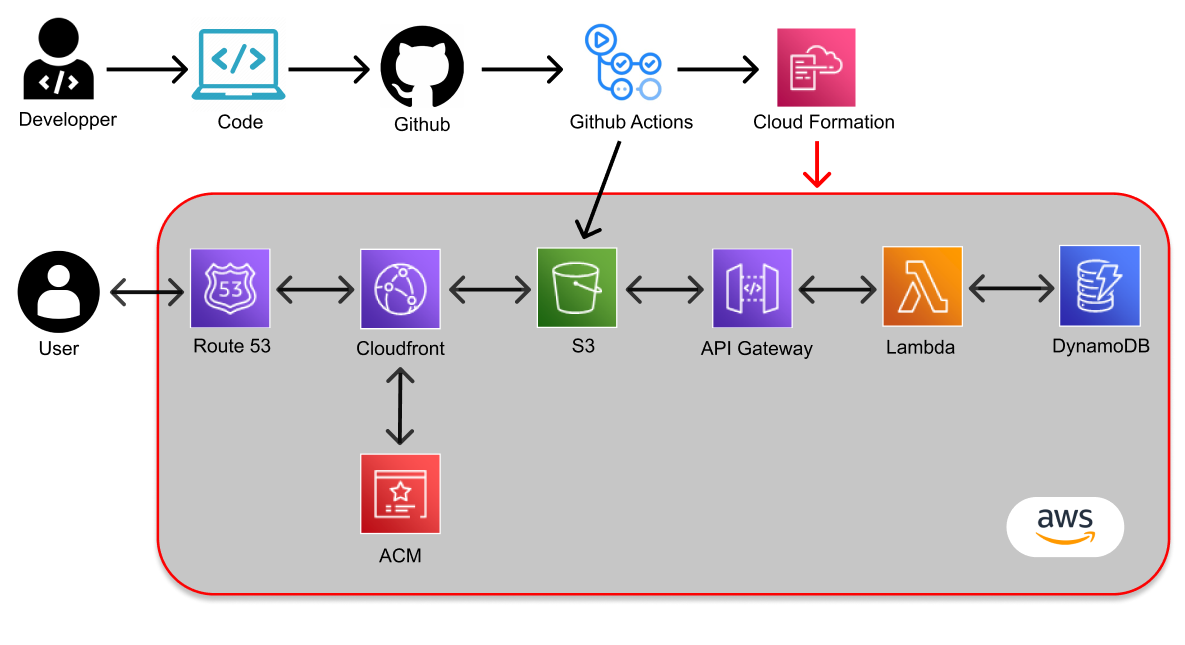 Developper
Code
Github
Github Actions
Cloud Formation
User
53
Route 53
Cloudfront
S3
API Gateway
Lambda
DynamoDB
ACM
aws